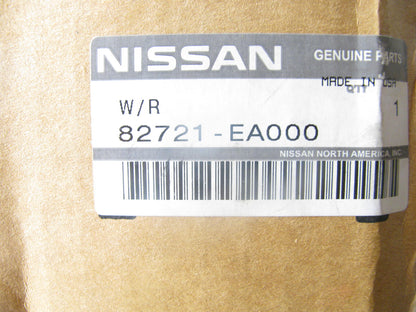 NISSAN GENUINE PARTS
MADE IN USA
QTY
W/R 1
82721-EA000
NISSAN NORTH AMERICA, INC.